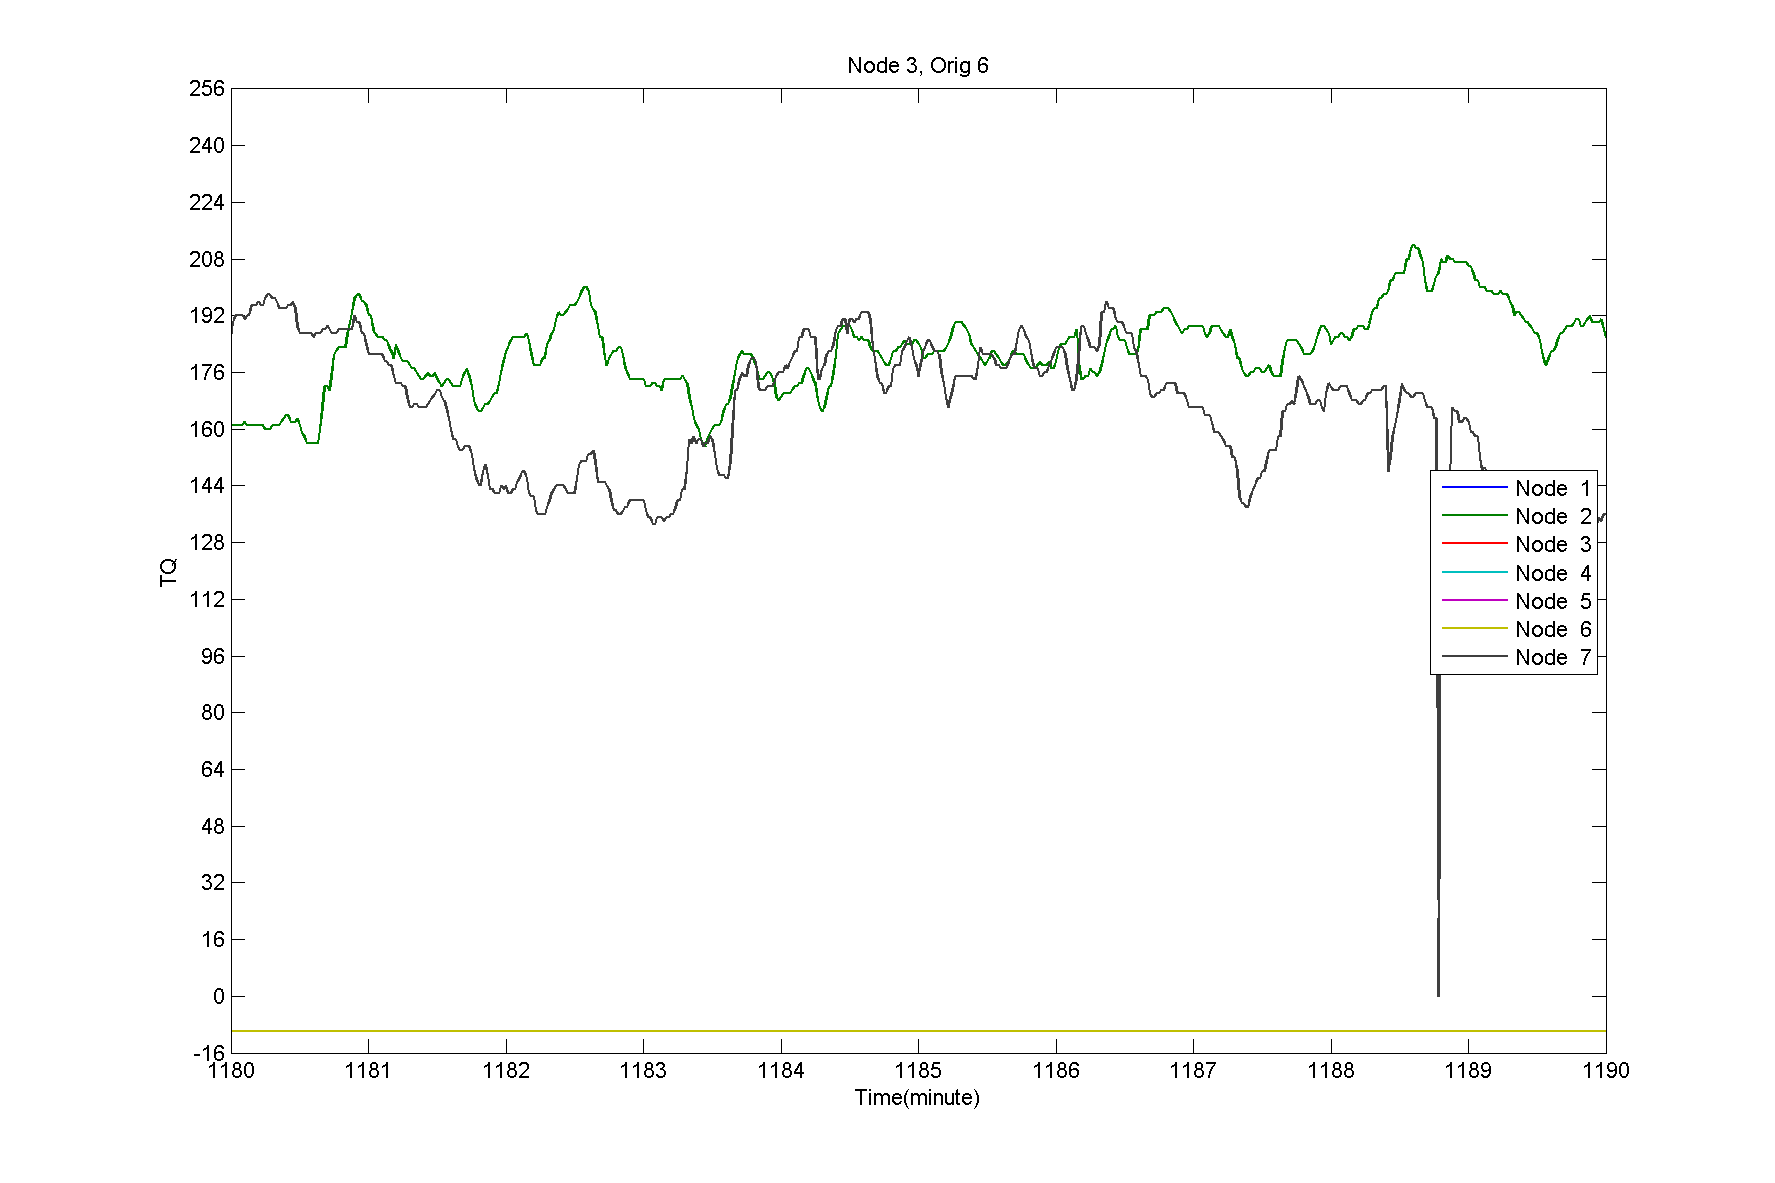 Node 3, Orig 6
256
240
224
208
192
176
160
144
128
112
96
80
64
48
32
16
0
-16
TQ
Node 1
Node 2
Node 3
Node 4
Node 5
Node 6
Node 7
1180 1181 1182 1183 1184 1185 1186 1187 1188 1189 1190
Time(minute)